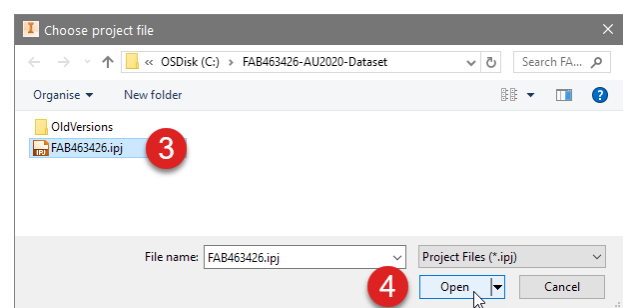 Choose project file
« OSDisk (C:) › FAB463426-AU2020-Dataset
Search FA...
Organise
New folder
OldVersions
FAB463426.ipj
3
File name: FAB463426.ipj
Project Files (*.ipj)
4
Open
Cancel